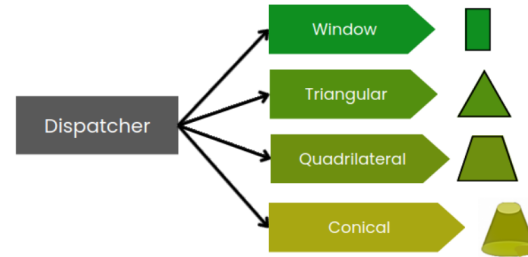 Window
Triangular
Dispatcher
Quadrilateral
Conical